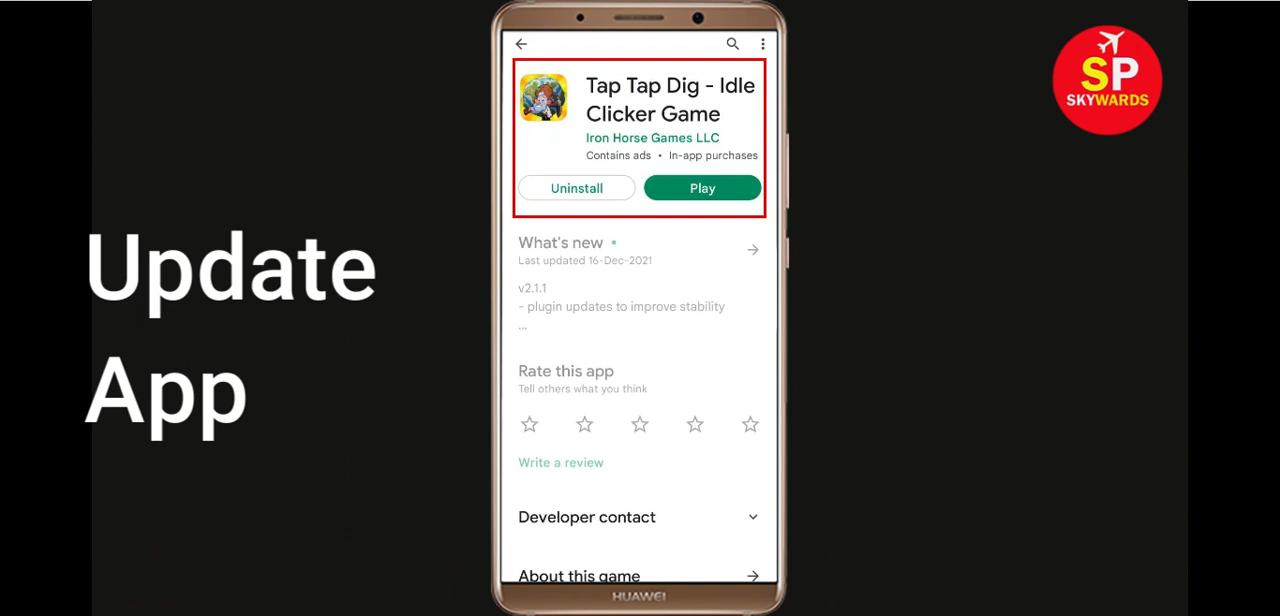 SP
SKYWARDS
Update
App
Tap Tap Dig - Idle
Clicker Game
Iron Horse Games LLC
Contains ads • In-app purchases
Uninstall
Play
What's new •
Last updated 16-Dec-2021
v2.1.1
- plugin updates to improve stability
...
Rate this app
Tell others what you think
Write a review
Developer contact
About this game
HUAWEI